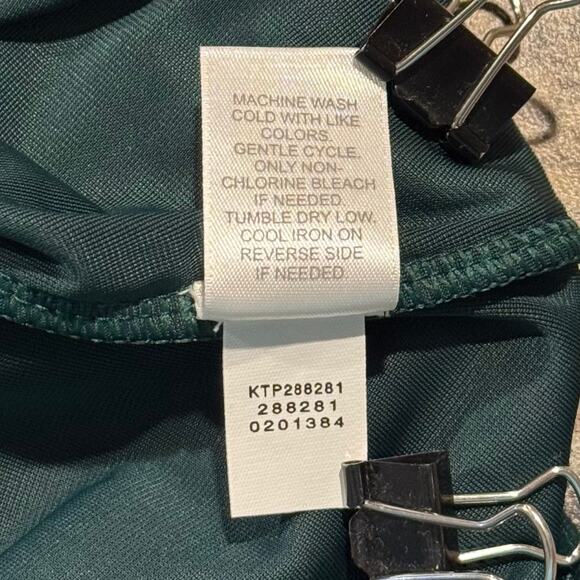 MACHINE WASH
COLD WITH LIKE
COLORS.
GENTLE CYCLE.
ONLY NON-
CHLORINE BLEACH
IF NEEDED
TUMBLE DRY LOW.
COOL IRON ON
REVERSE SIDE
IF NEEDED
KTP288281
288281
0201384